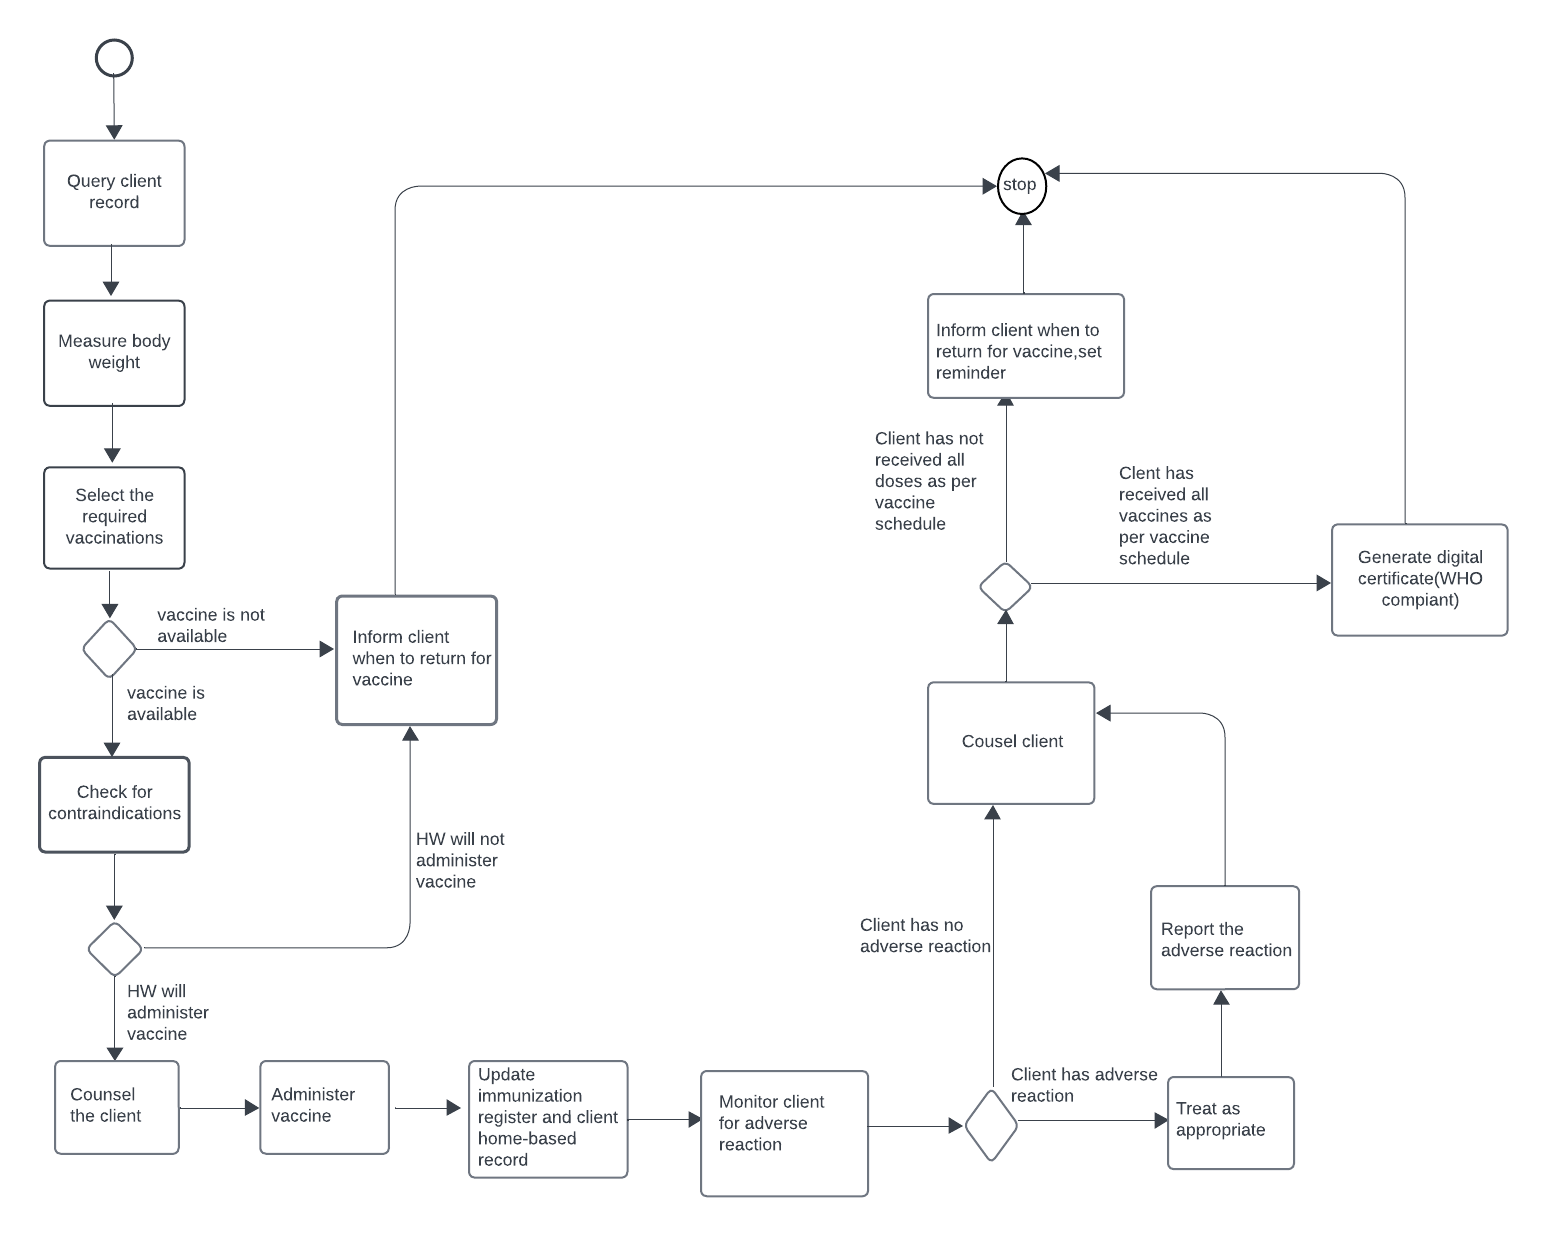 Query client
record
Measure body
weight
Select the
required
vaccinations
vaccine is not
available
vaccine is
available
Inform client
when to return for
vaccine
Check for
contraindications
HW will not
administer
vaccine
HW will
administer
vaccine
Counsel
the client
Administer
vaccine
Update
immunization
register and client
home-based
record
Monitor client
for adverse
reaction
Client has adverse
reaction
Treat as
appropriate
Report the
adverse reaction
Client has no
adverse reaction
Cousel client
Client has not
received all
doses as per
vaccine
schedule
Clent has
received all
vaccines as
per vaccine
schedule
Generate digital
certificate(WHO
compiant)
Inform client when to
return for vaccine,set
reminder
stop